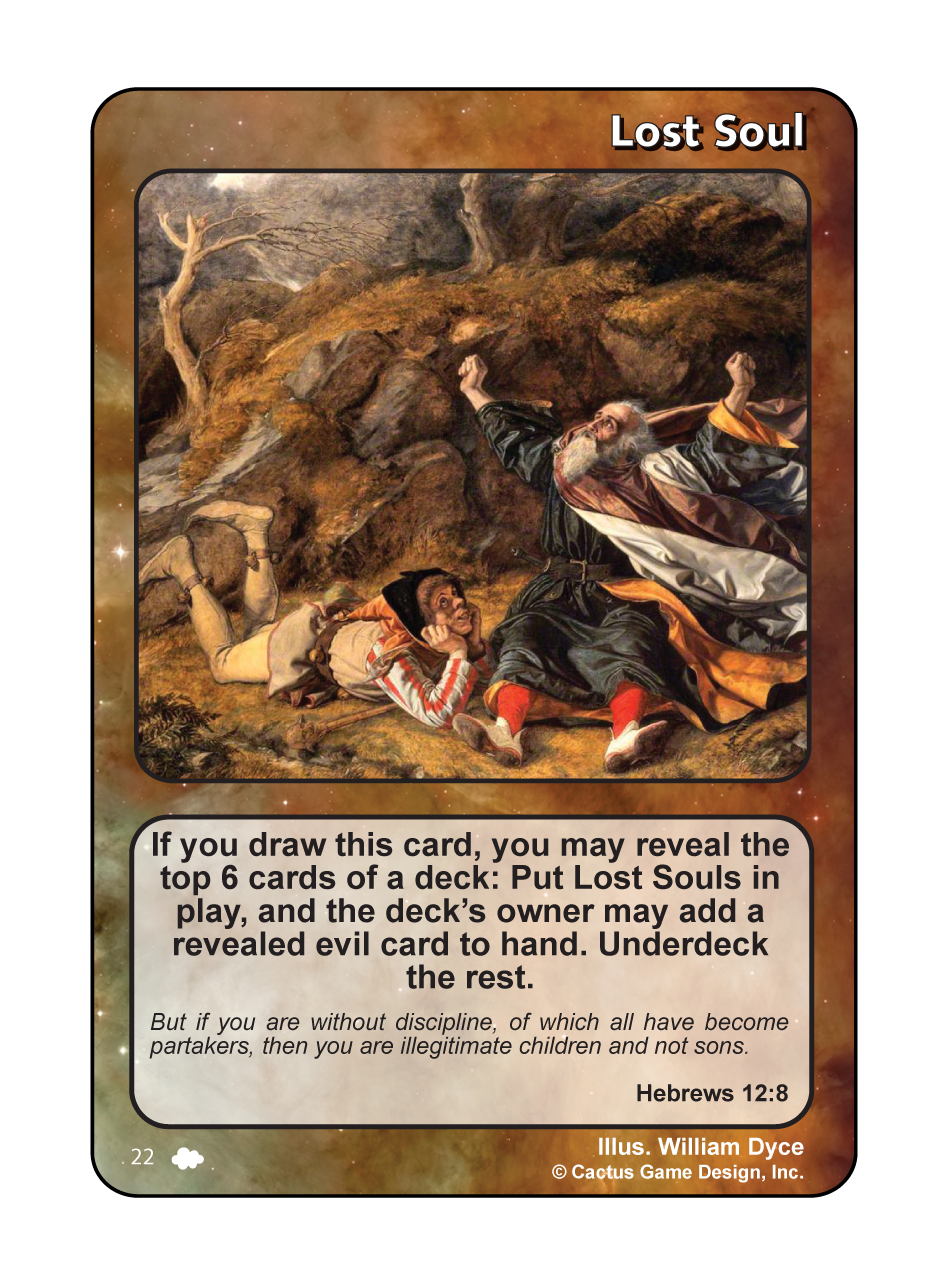 Lost Soul
If you draw this card, you may reveal the
top 6 cards of a deck: Put Lost Souls in
play, and the deck’s owner may add a
revealed evil card to hand. Underdeck
the rest.
But if you are without discipline, of which all have become
partakers, then you are illegitimate children and not sons.
Hebrews 12:8
22
Illus. William Dyce
© Cactus Game Design, Inc.